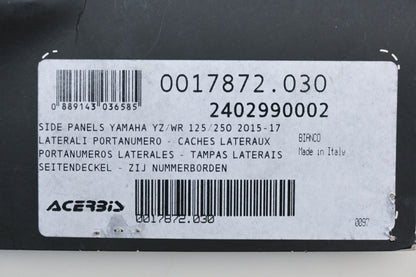 0017872.030
0 889143 036585
2402990002
SIDE PANELS YAMAHA YZ/WR 125/250 2015-17
LATERALI PORTANUMERO - CACHES LATERAUX
BIANCO
PORTANUMEROS LATERALES - TAMPAS LATERAIS
Made in Italy
SEITENDECKEL - ZIJ NUMMERBORDEN
ACERBIS
0017872.030
0097